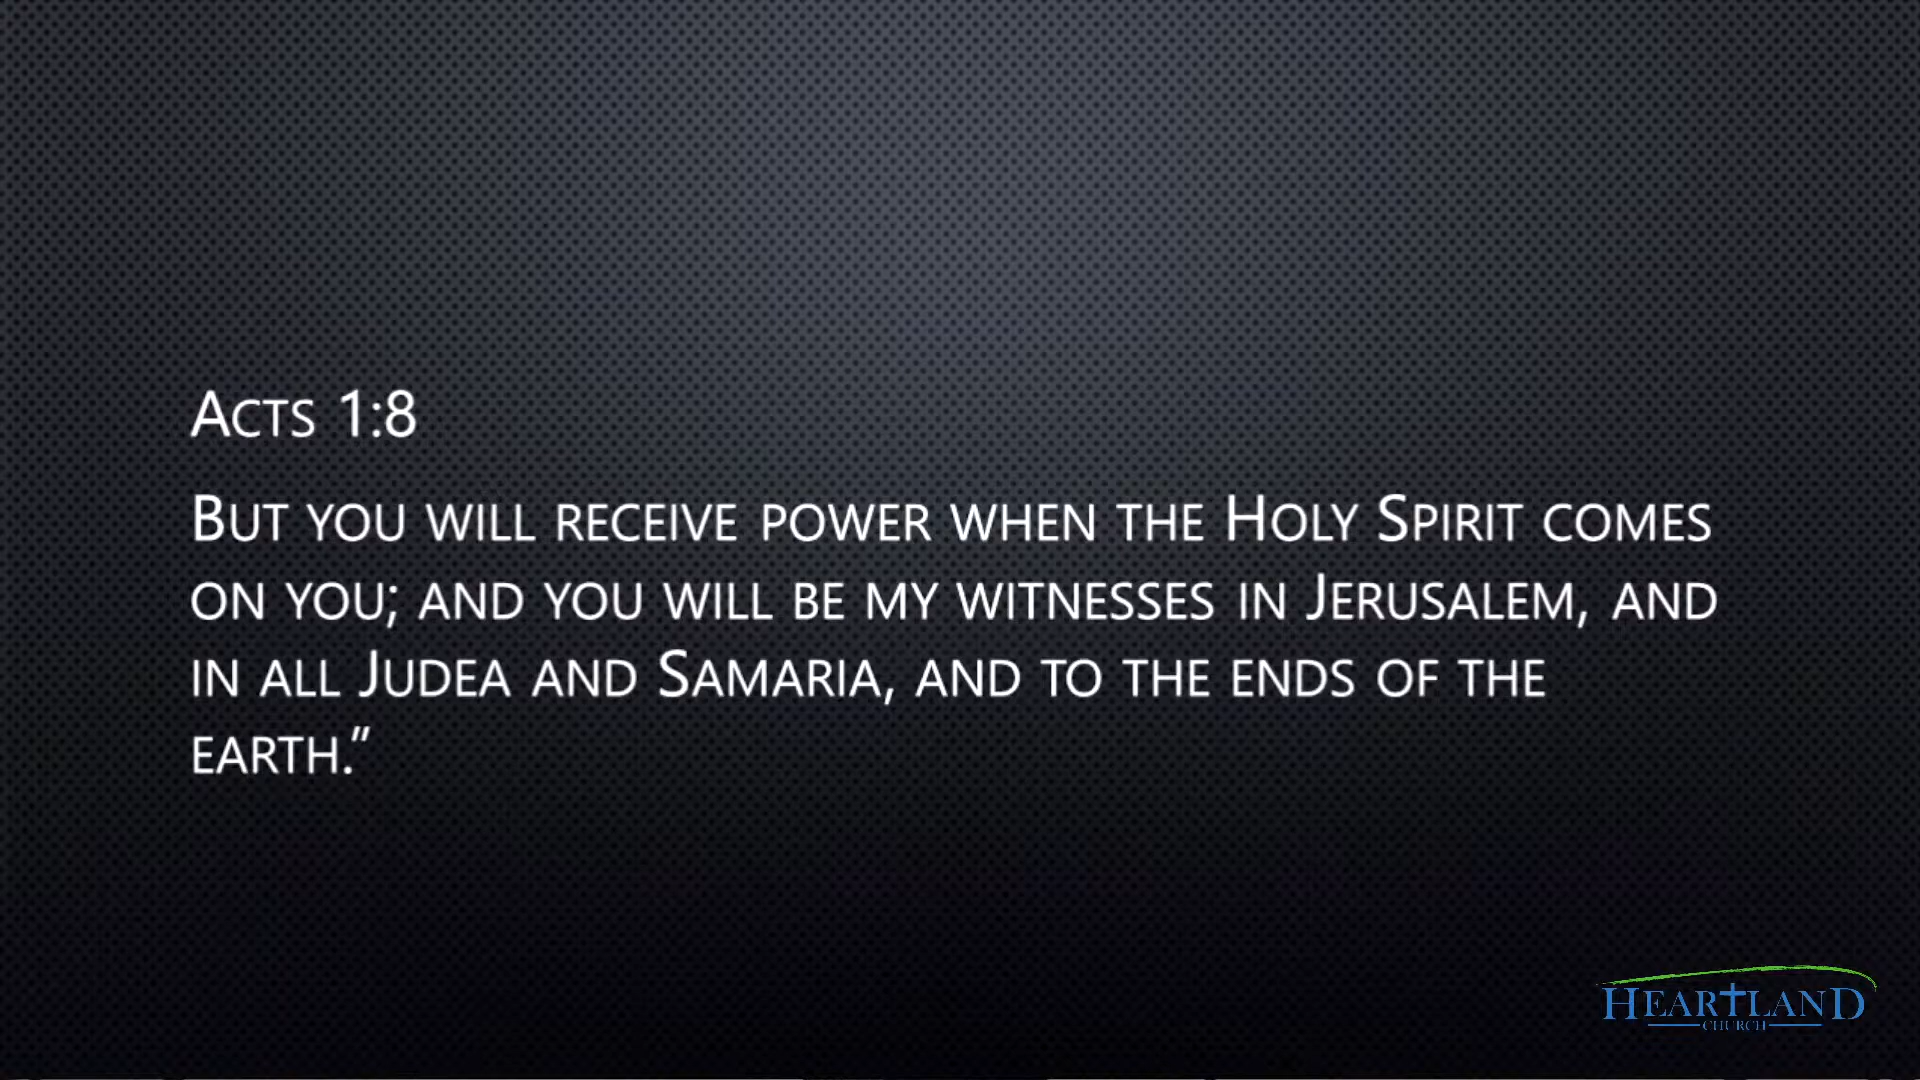 Acts 1:8
But you will receive power when the Holy Spirit comes
on you; and you will be my witnesses in Jerusalem, and
in all Judea and Samaria, and to the ends of the
earth.”
Heartland
Church